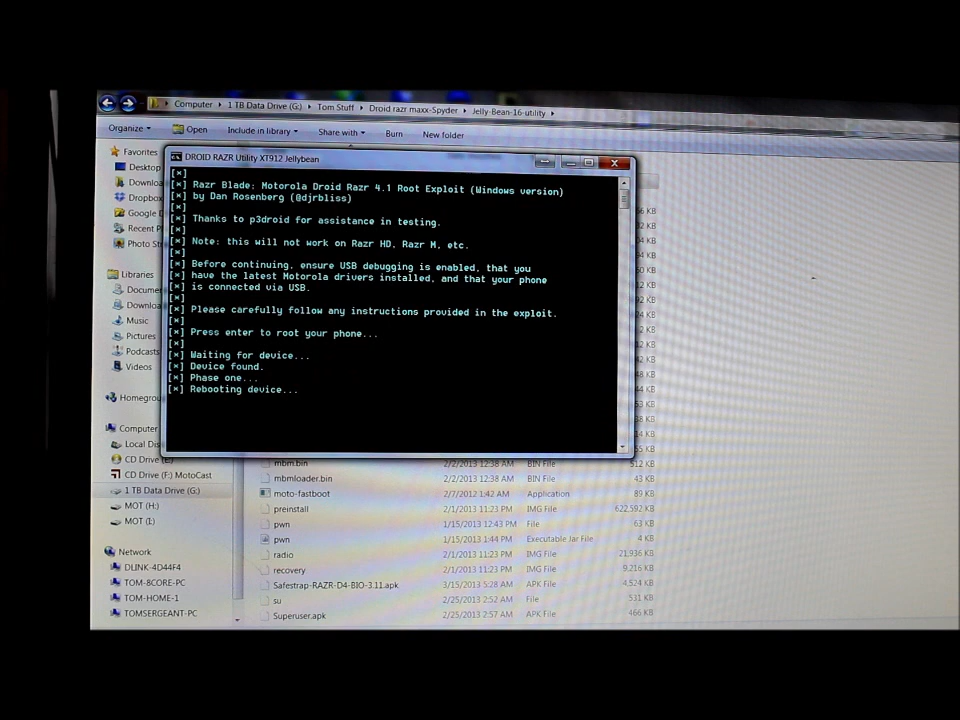 Computer ▸ 1 TB Data Drive (G:) ▸ Tom Stuff ▸ Droid razr maxx-Spyder ▸ Jelly-Bean-16-utility ▸
Organize Open Include in library Share with Burn New folder
DROID RAZR Utility XT912 Jellybean
[*]
[*] Razr Blade: Motorola Droid Razr 4.1 Root Exploit (Windows version)
[*] by Dan Rosenberg (@djrbliss)
[*]
[*] Thanks to p3droid for assistance in testing.
[*]
[*] Note: this will not work on Razr HD, Razr M, etc.
[*]
[*] Before continuing, ensure USB debugging is enabled, that you
[*] have the latest Motorola drivers installed, and that your phone
[*] is connected via USB.
[*]
[*] Please carefully follow any instructions provided in the exploit.
[*]
[*] Press enter to root your phone...
[*]
[*] Waiting for device...
[*] Device found.
[*] Phase one...
[*] Rebooting device...
Favorites
Desktop
Downloa
Dropbox
Google D
Recent P
Photo St
Libraries
Documen
Downloa
Music
Pictures
Podcasts
Videos
Homegrou
Computer
Local Dis
CD Drive (E
CD Drive (F:) MotoCast
1 TB Data Drive (G:)
MOT (H:)
MOT (I:)
Network
DLINK-4D44F4
TOM-8CORE-PC
TOM-HOME-1
TOMSERGEANT-PC
mbm.bin 2/2/2013 12:38 AM BIN File 512 KB
mbmloader.bin 2/2/2013 12:38 AM BIN File 43 KB
moto-fastboot 2/7/2012 1:42 AM Application 89 KB
preinstall 2/1/2013 11:23 PM IMG File 622,592 KB
pwn 1/15/2013 12:43 PM File 63 KB
pwn 1/15/2013 1:44 PM Executable Jar File 4 KB
radio 2/1/2013 11:23 PM IMG File 21,936 KB
recovery 2/1/2013 11:23 PM IMG File 9,216 KB
Safestrap-RAZR-D4-BIO-3.11.apk 3/15/2013 5:28 AM APK File 4,524 KB
su 2/25/2013 2:52 AM File 531 KB
Superuser.apk 2/25/2013 2:57 AM APK File 466 KB